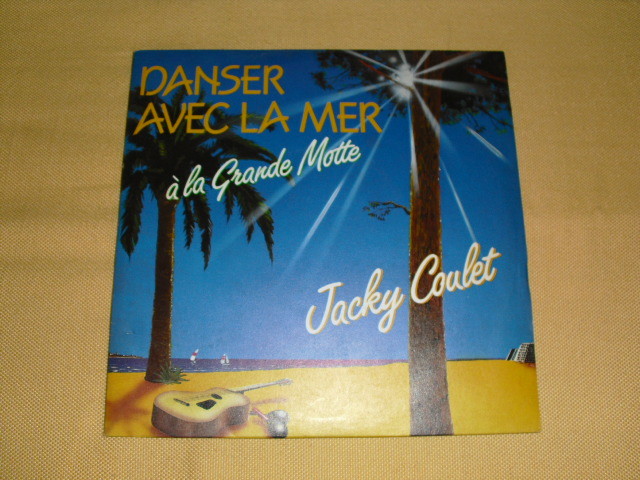 DANSER
AVEC LA MER
à la Grande Motte
Jacky Coulet